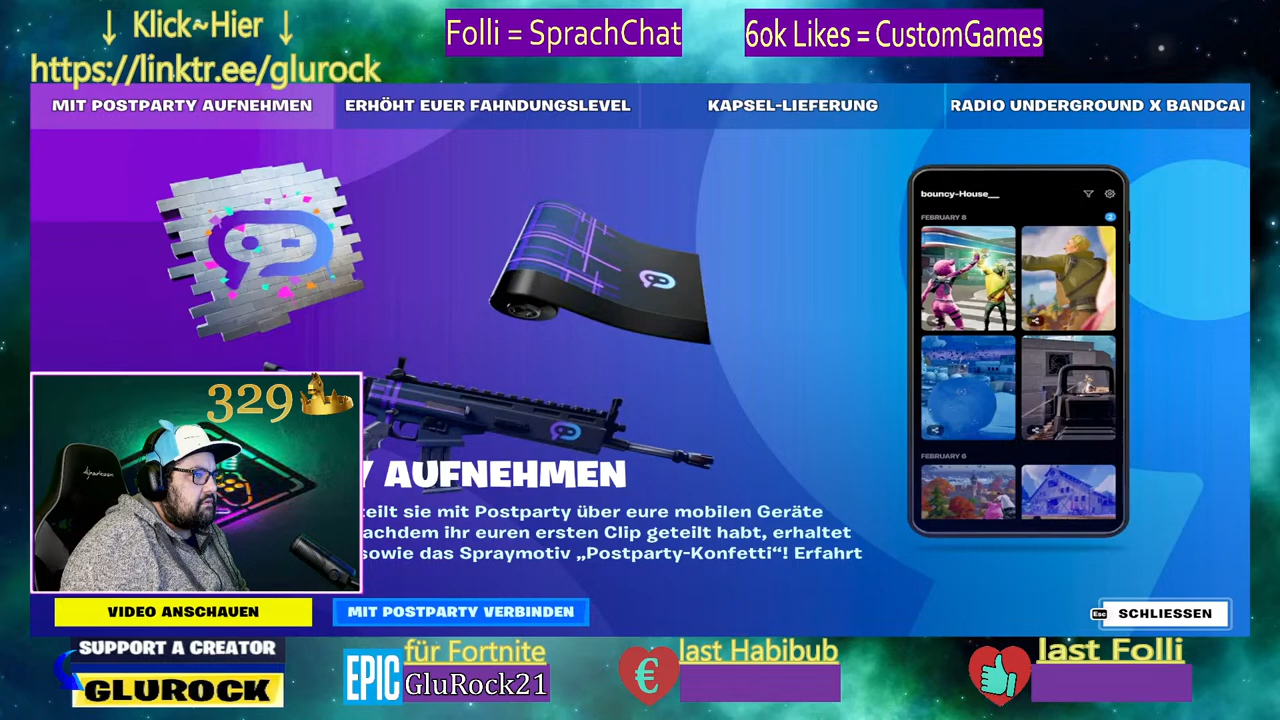 ↓ Klick~Hier ↓
https://linktr.ee/glurock
Folli = SprachChat
60k Likes = CustomGames
MIT POSTPARTY AUFNEHMEN
ERHÖHT EUER FAHNDUNGSLEVEL
KAPSEL-LIEFERUNG
RADIO UNDERGROUND X BANDCA
bouncy-House__
FEBRUARY 8
2
FEBRUARY 6
329
Y AUFNEHMEN
teilt sie mit Postparty über eure mobilen Geräte
achdem ihr euren ersten Clip geteilt habt, erhaltet
sowie das Spraymotiv „Postparty-Konfetti“! Erfahrt
VIDEO ANSCHAUEN
MIT POSTPARTY VERBINDEN
Esc SCHLIESSEN
SUPPORT A CREATOR
GLUROCK
EPIC
für Fortnite
GluRock21
€
last Habibub
last Folli